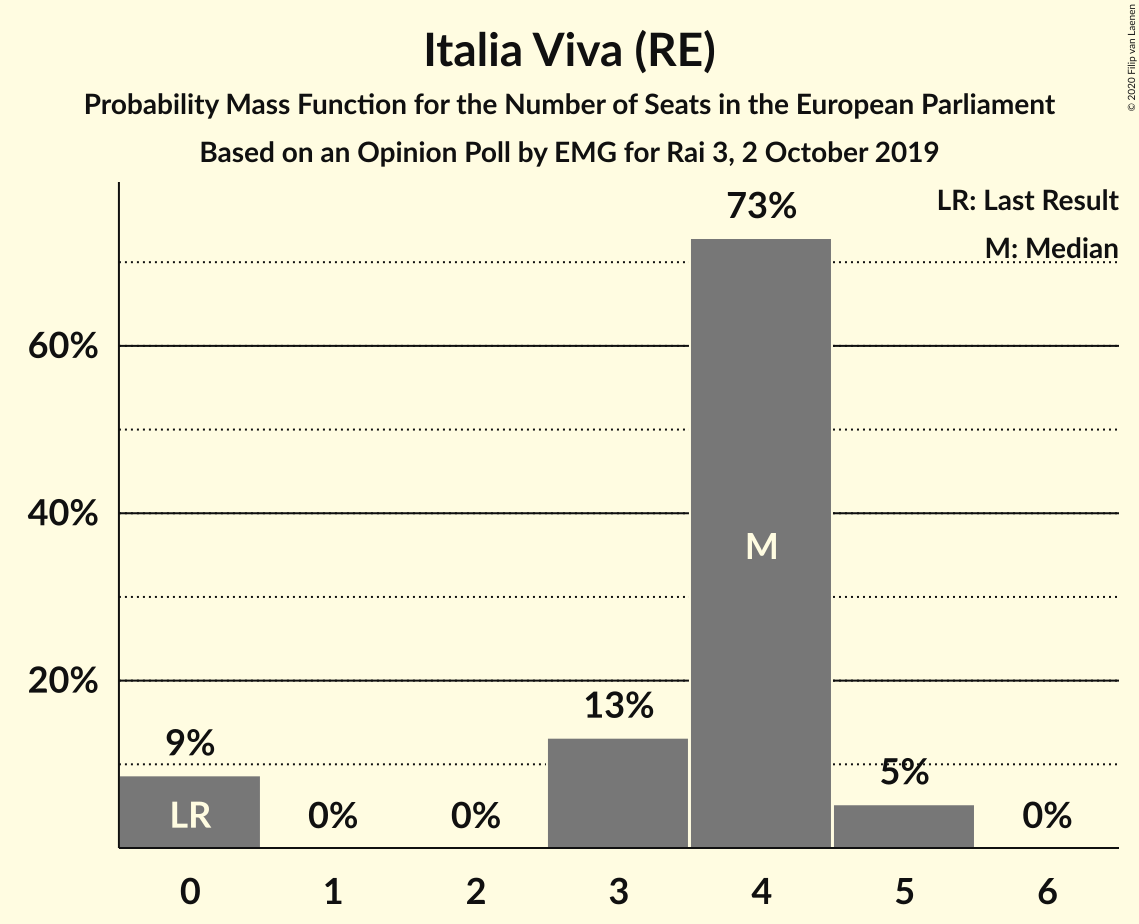 Italia Viva (RE)
Probability Mass Function for the Number of Seats in the European Parliament
Based on an Opinion Poll by EMG for Rai 3, 2 October 2019
© 2020 Filip van Laenen
LR: Last Result
M: Median
73%
60%
40%
M
20%
13%
9%
5%
LR
0%
0%
0%
0
1
2
3
4
5
6